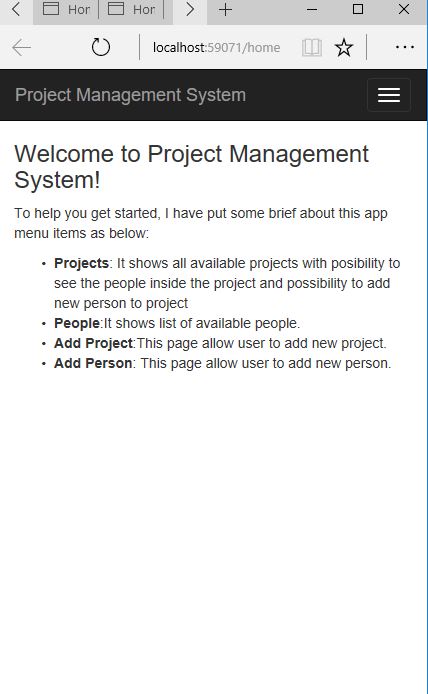 Hor Hor
localhost:59071/home
Project Management System
Welcome to Project Management
System!
To help you get started, I have put some brief about this app
menu items as below:
• Projects: It shows all available projects with posibility to
see the people inside the project and possibility to add
new person to project
• People:It shows list of available people.
• Add Project:This page allow user to add new project.
• Add Person: This page allow user to add new person.